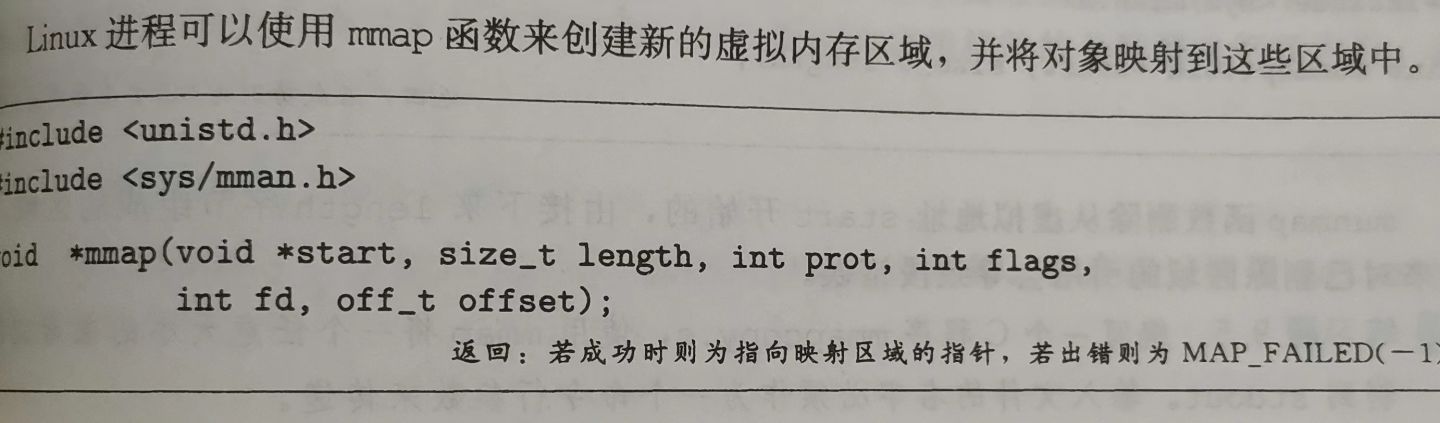 Linux 进程可以使用 mmap 函数来创建新的虚拟内存区域，并将对象映射到这些区域中。
#include <unistd.h>
#include <sys/mman.h>
void *mmap(void *start, size_t length, int prot, int flags,
int fd, off_t offset);
返回：若成功时则为指向映射区域的指针，若出错则为 MAP_FAILED(-1)